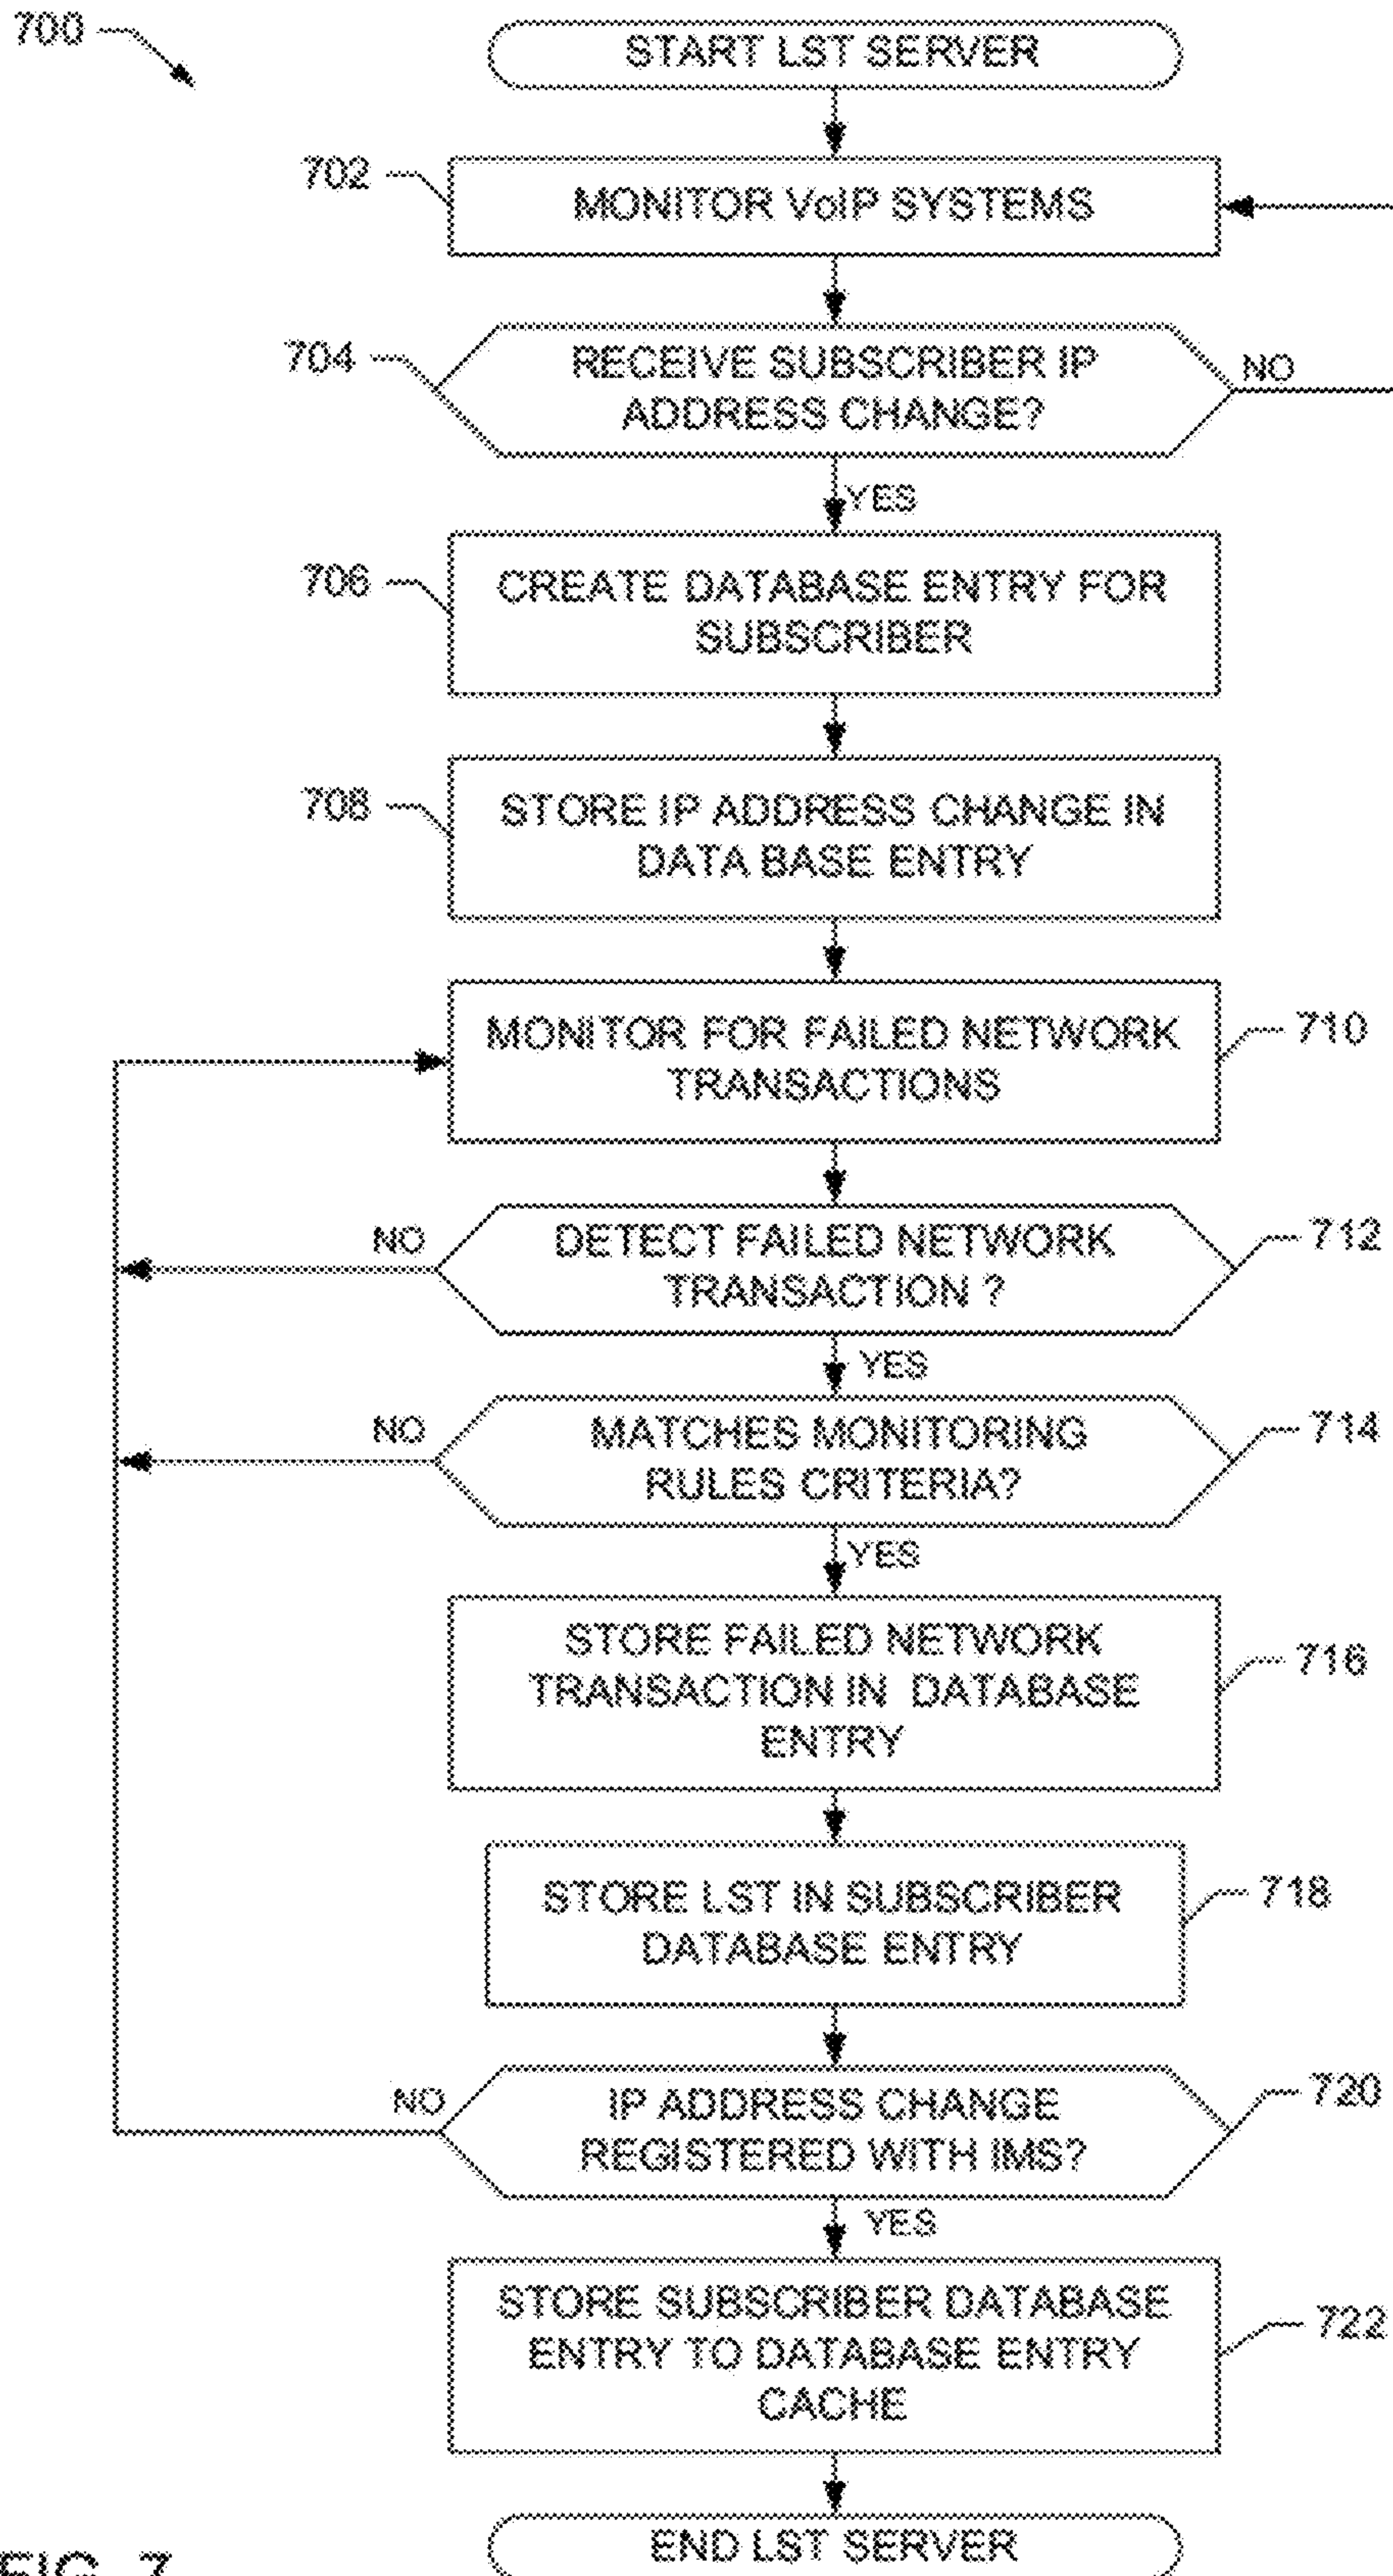 700
START LST SERVER
702
MONITOR VoIP SYSTEMS
704
RECEIVE SUBSCRIBER IP
ADDRESS CHANGE?
NO
YES
706
CREATE DATABASE ENTRY FOR
SUBSCRIBER
708
STORE IP ADDRESS CHANGE IN
DATA BASE ENTRY
MONITOR FOR FAILED NETWORK
TRANSACTIONS
710
NO
DETECT FAILED NETWORK
TRANSACTION ?
712
YES
NO
MATCHES MONITORING
RULES CRITERIA?
714
YES
STORE FAILED NETWORK
TRANSACTION IN DATABASE
ENTRY
716
STORE LST IN SUBSCRIBER
DATABASE ENTRY
718
NO
IP ADDRESS CHANGE
REGISTERED WITH IMS?
720
YES
STORE SUBSCRIBER DATABASE
ENTRY TO DATABASE ENTRY
CACHE
722
END LST SERVER
FIG. 7